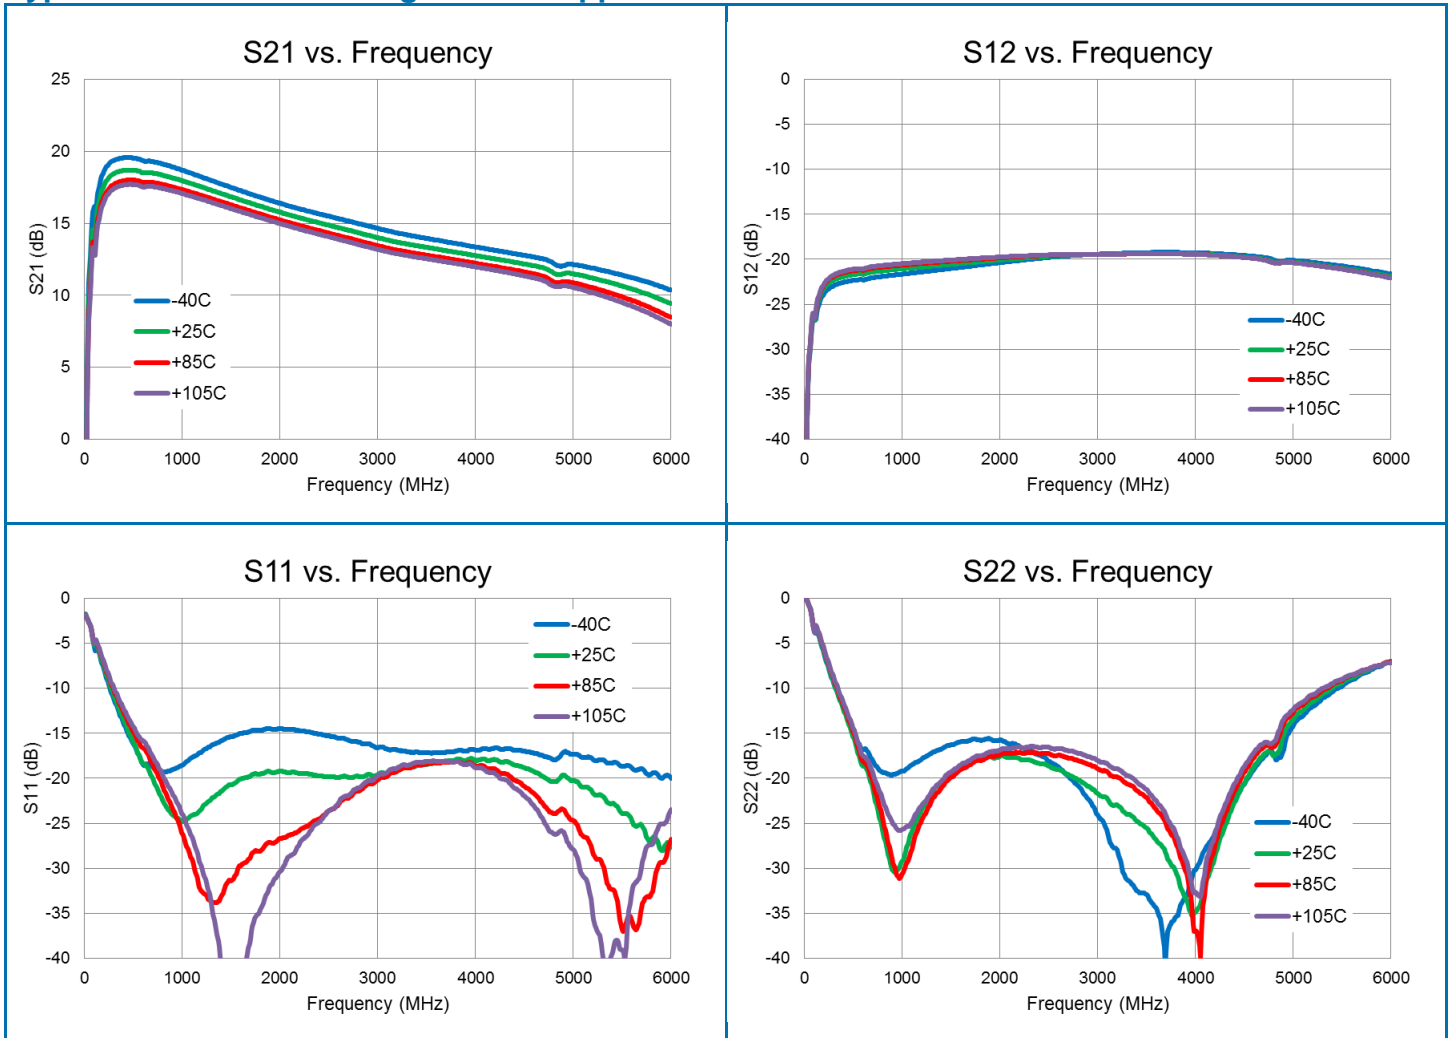 S21 vs. Frequency
25
20
15
10
5
0
S21 (dB)
-40C
+25C
+85C
+105C
0 1000 2000 3000 4000 5000 6000
Frequency (MHz)
S12 vs. Frequency
0
-5
-10
-15
-20
-25
-30
-35
-40
S12 (dB)
-40C
+25C
+85C
+105C
0 1000 2000 3000 4000 5000 6000
Frequency (MHz)
S11 vs. Frequency
0
-5
-10
-15
-20
-25
-30
-35
-40
S11 (dB)
-40C
+25C
+85C
+105C
0 1000 2000 3000 4000 5000 6000
Frequency (MHz)
S22 vs. Frequency
0
-5
-10
-15
-20
-25
-30
-35
-40
S22 (dB)
-40C
+25C
+85C
+105C
0 1000 2000 3000 4000 5000 6000
Frequency (MHz)